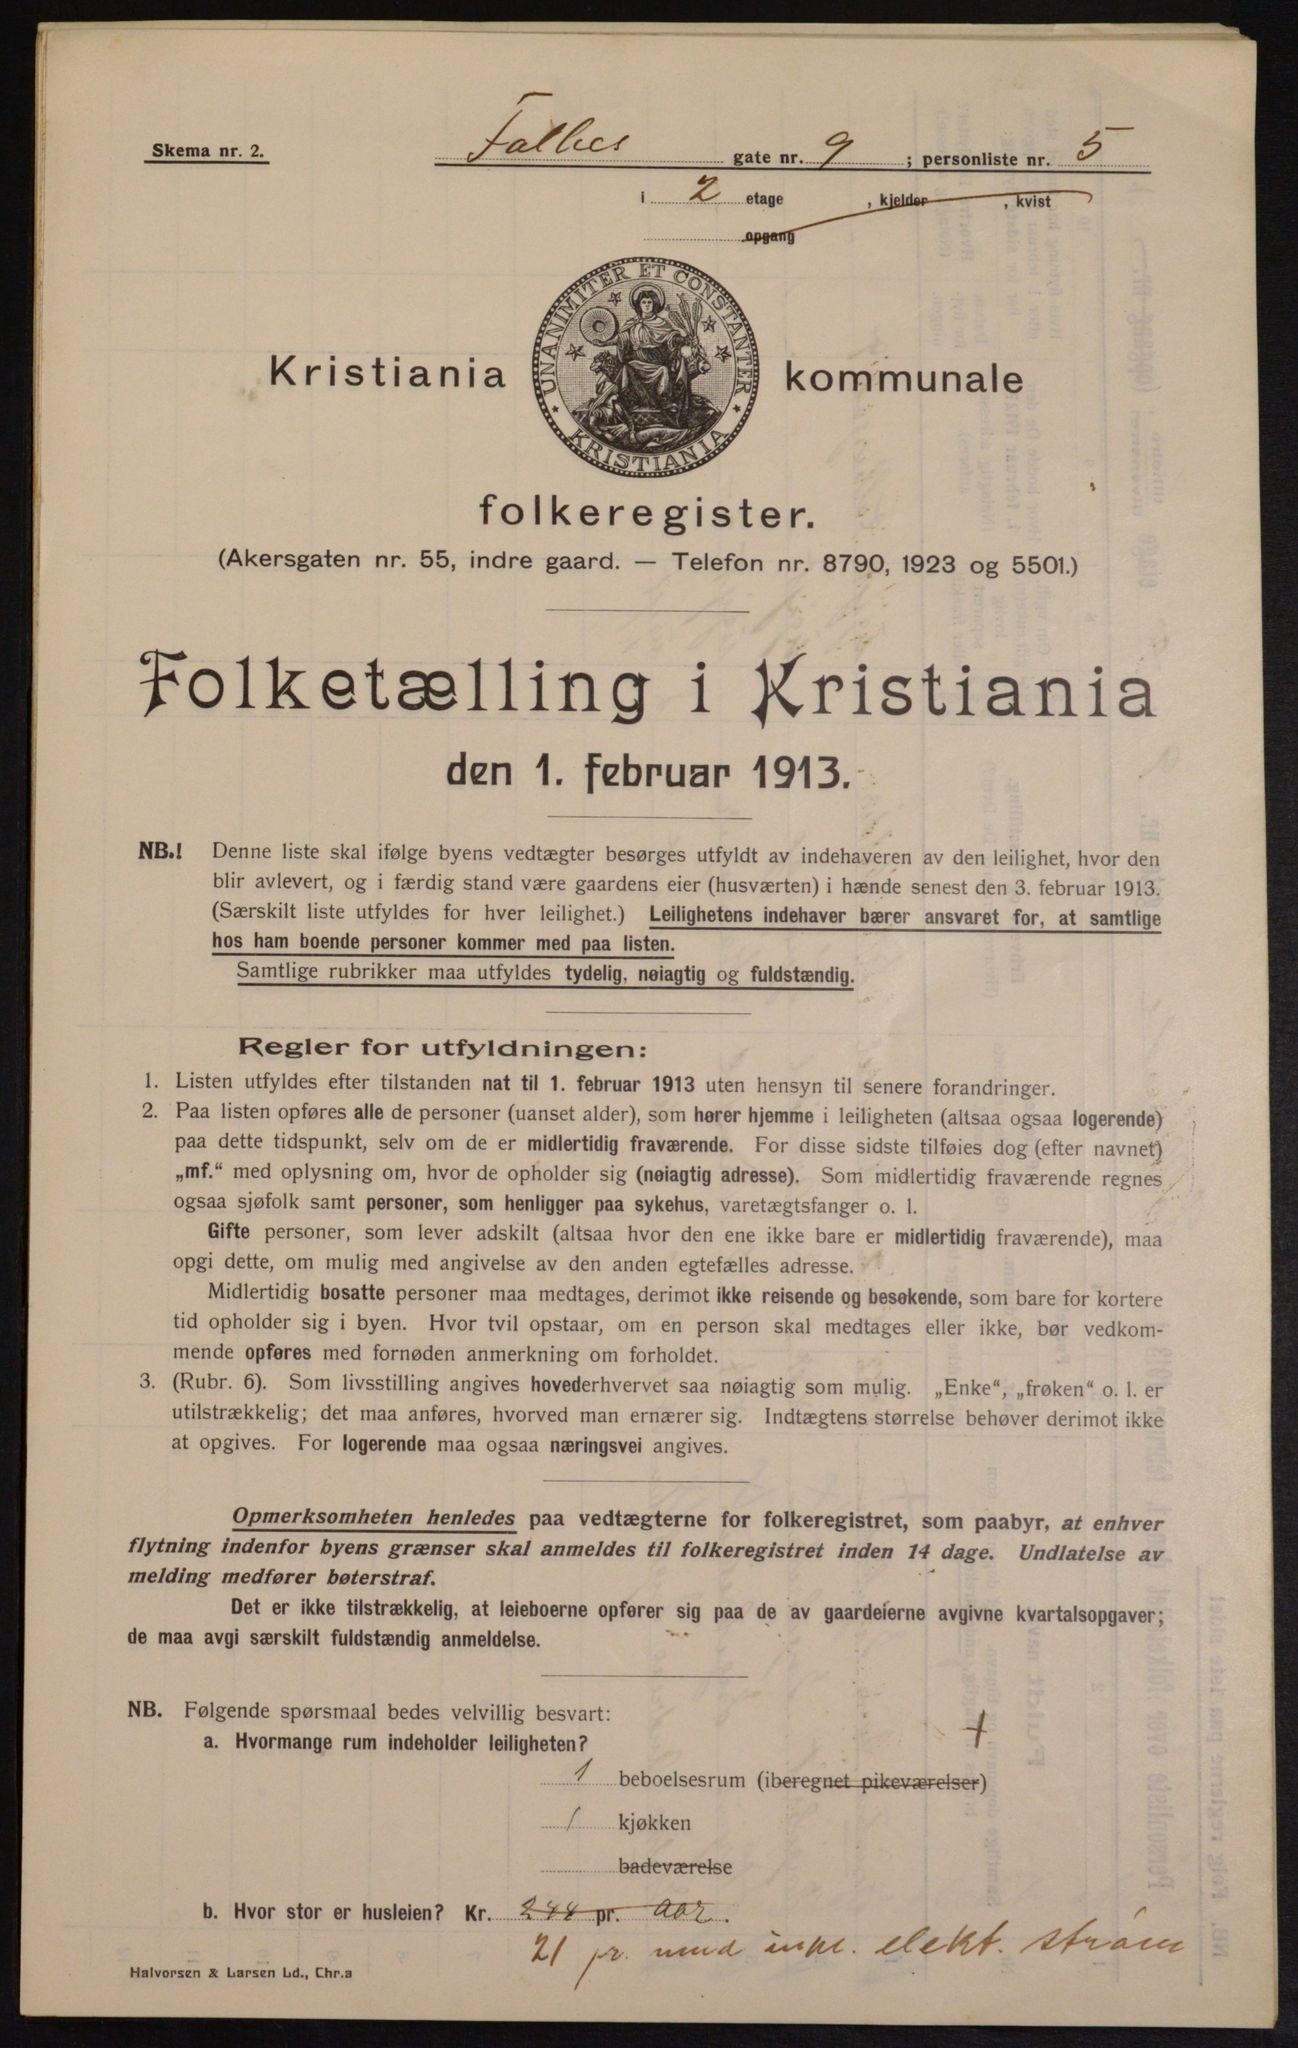 Skema nr. 2.
Falbes gate nr. 9 ; personliste nr. 5
i 2 etage , kjelder , kvist
opgang
UNANIMITER ET CONSTANTER
KRISTIANIA
Kristiania kommunale
folkeregister.
(Akersgaten nr. 55, indre gaard. — Telefon nr. 8790, 1923 og 5501.)
Folketælling i Kristiania
den 1. februar 1913.
NB.! Denne liste skal ifølge byens vedtægter besørges utfyldt av indehaveren av den leilighet, hvor den
blir avlevert, og i færdig stand være gaardens eier (husværten) i hænde senest den 3. februar 1913.
(Særskilt liste utfyldes for hver leilighet.) Leilighetens indehaver bærer ansvaret for, at samtlige
hos ham boende personer kommer med paa listen.
Samtlige rubrikker maa utfyldes tydelig, nøiagtig og fuldstændig.
Regler for utfyldningen:
1. Listen utfyldes efter tilstanden nat til 1. februar 1913 uten hensyn til senere forandringer.
2. Paa listen opføres alle de personer (uanset alder), som hører hjemme i leiligheten (altsaa ogsaa logerende)
paa dette tidspunkt, selv om de er midlertidig fraværende. For disse sidste tilføies dog (efter navnet)
„mf.“ med oplysning om, hvor de opholder sig (nøiagtig adresse). Som midlertidig fraværende regnes
ogsaa sjøfolk samt personer, som henligger paa sykehus, varetægtsfanger o. l.
Gifte personer, som lever adskilt (altsaa hvor den ene ikke bare er midlertidig fraværende), maa
opgi dette, om mulig med angivelse av den anden egtefælles adresse.
Midlertidig bosatte personer maa medtages, derimot ikke reisende og besøkende, som bare for kortere
tid opholder sig i byen. Hvor tvil opstaar, om en person skal medtages eller ikke, bør vedkom-
mende opføres med fornøden anmerkning om forholdet.
3. (Rubr. 6). Som livsstilling angives hovederhvervet saa nøiagtig som mulig. „Enke“, „frøken“ o. l. er
utilstrækkelig; det maa anføres, hvorved man ernærer sig. Indtægtens størrelse behøver derimot ikke
at opgives. For logerende maa ogsaa næringsvei angives.
Opmerksomheten henledes paa vedtægterne for folkeregistret, som paabyr, at enhver
flytning indenfor byens grænser skal anmeldes til folkeregistret inden 14 dage. Undlatelse av
melding medfører bøterstraf.
Det er ikke tilstrækkelig, at leieboerne opfører sig paa de av gaardeierne avgivne kvartalsopgaver;
de maa avgi særskilt fuldstændig anmeldelse.
NB. Følgende spørsmaal bedes velvillig besvart:
a. Hvormange rum indeholder leiligheten?
1 beboelsesrum (iberegnet pikeværelser)
1 kjøkken
badeværelse
b. Hvor stor er husleien? Kr. 244 pr. aar.
21 pr. mnd inkl. elekt. strøm
Halvorsen & Larsen Ld., Chr.a